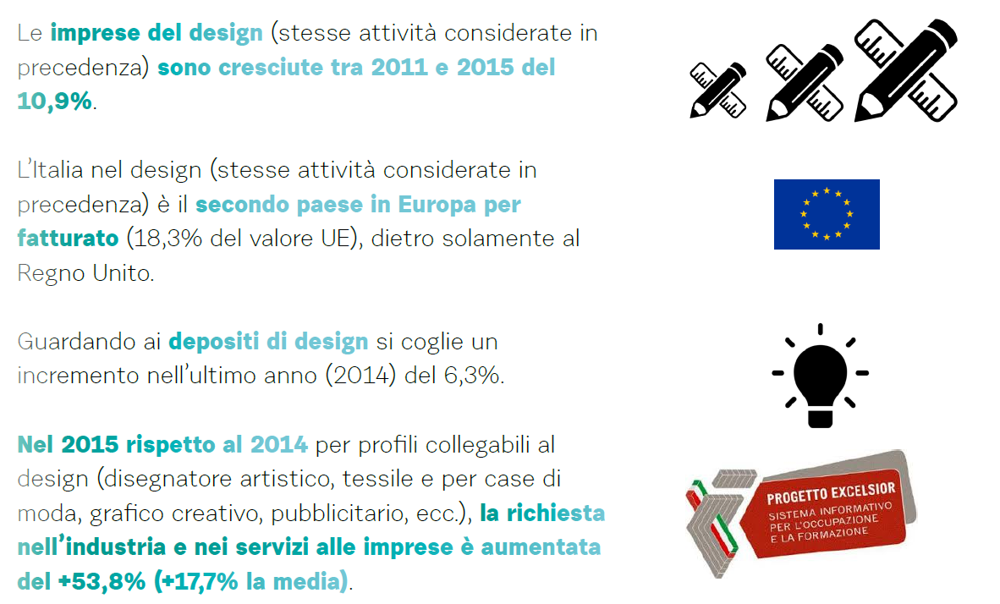 Le imprese del design (stesse attività considerate in
precedenza) sono cresciute tra 2011 e 2015 del
10,9%.
L’Italia nel design (stesse attività considerate in
precedenza) è il secondo paese in Europa per
fatturato (18,3% del valore UE), dietro solamente al
Regno Unito.
Guardando ai depositi di design si coglie un
incremento nell’ultimo anno (2014) del 6,3%.
Nel 2015 rispetto al 2014 per profili collegabili al
design (disegnatore artistico, tessile e per case di
moda, grafico creativo, pubblicitario, ecc.), la richiesta
nell’industria e nei servizi alle imprese è aumentata
del +53,8% (+17,7% la media).
PROGETTO EXCELSIOR
SISTEMA INFORMATIVO
PER L’OCCUPAZIONE
E LA FORMAZIONE